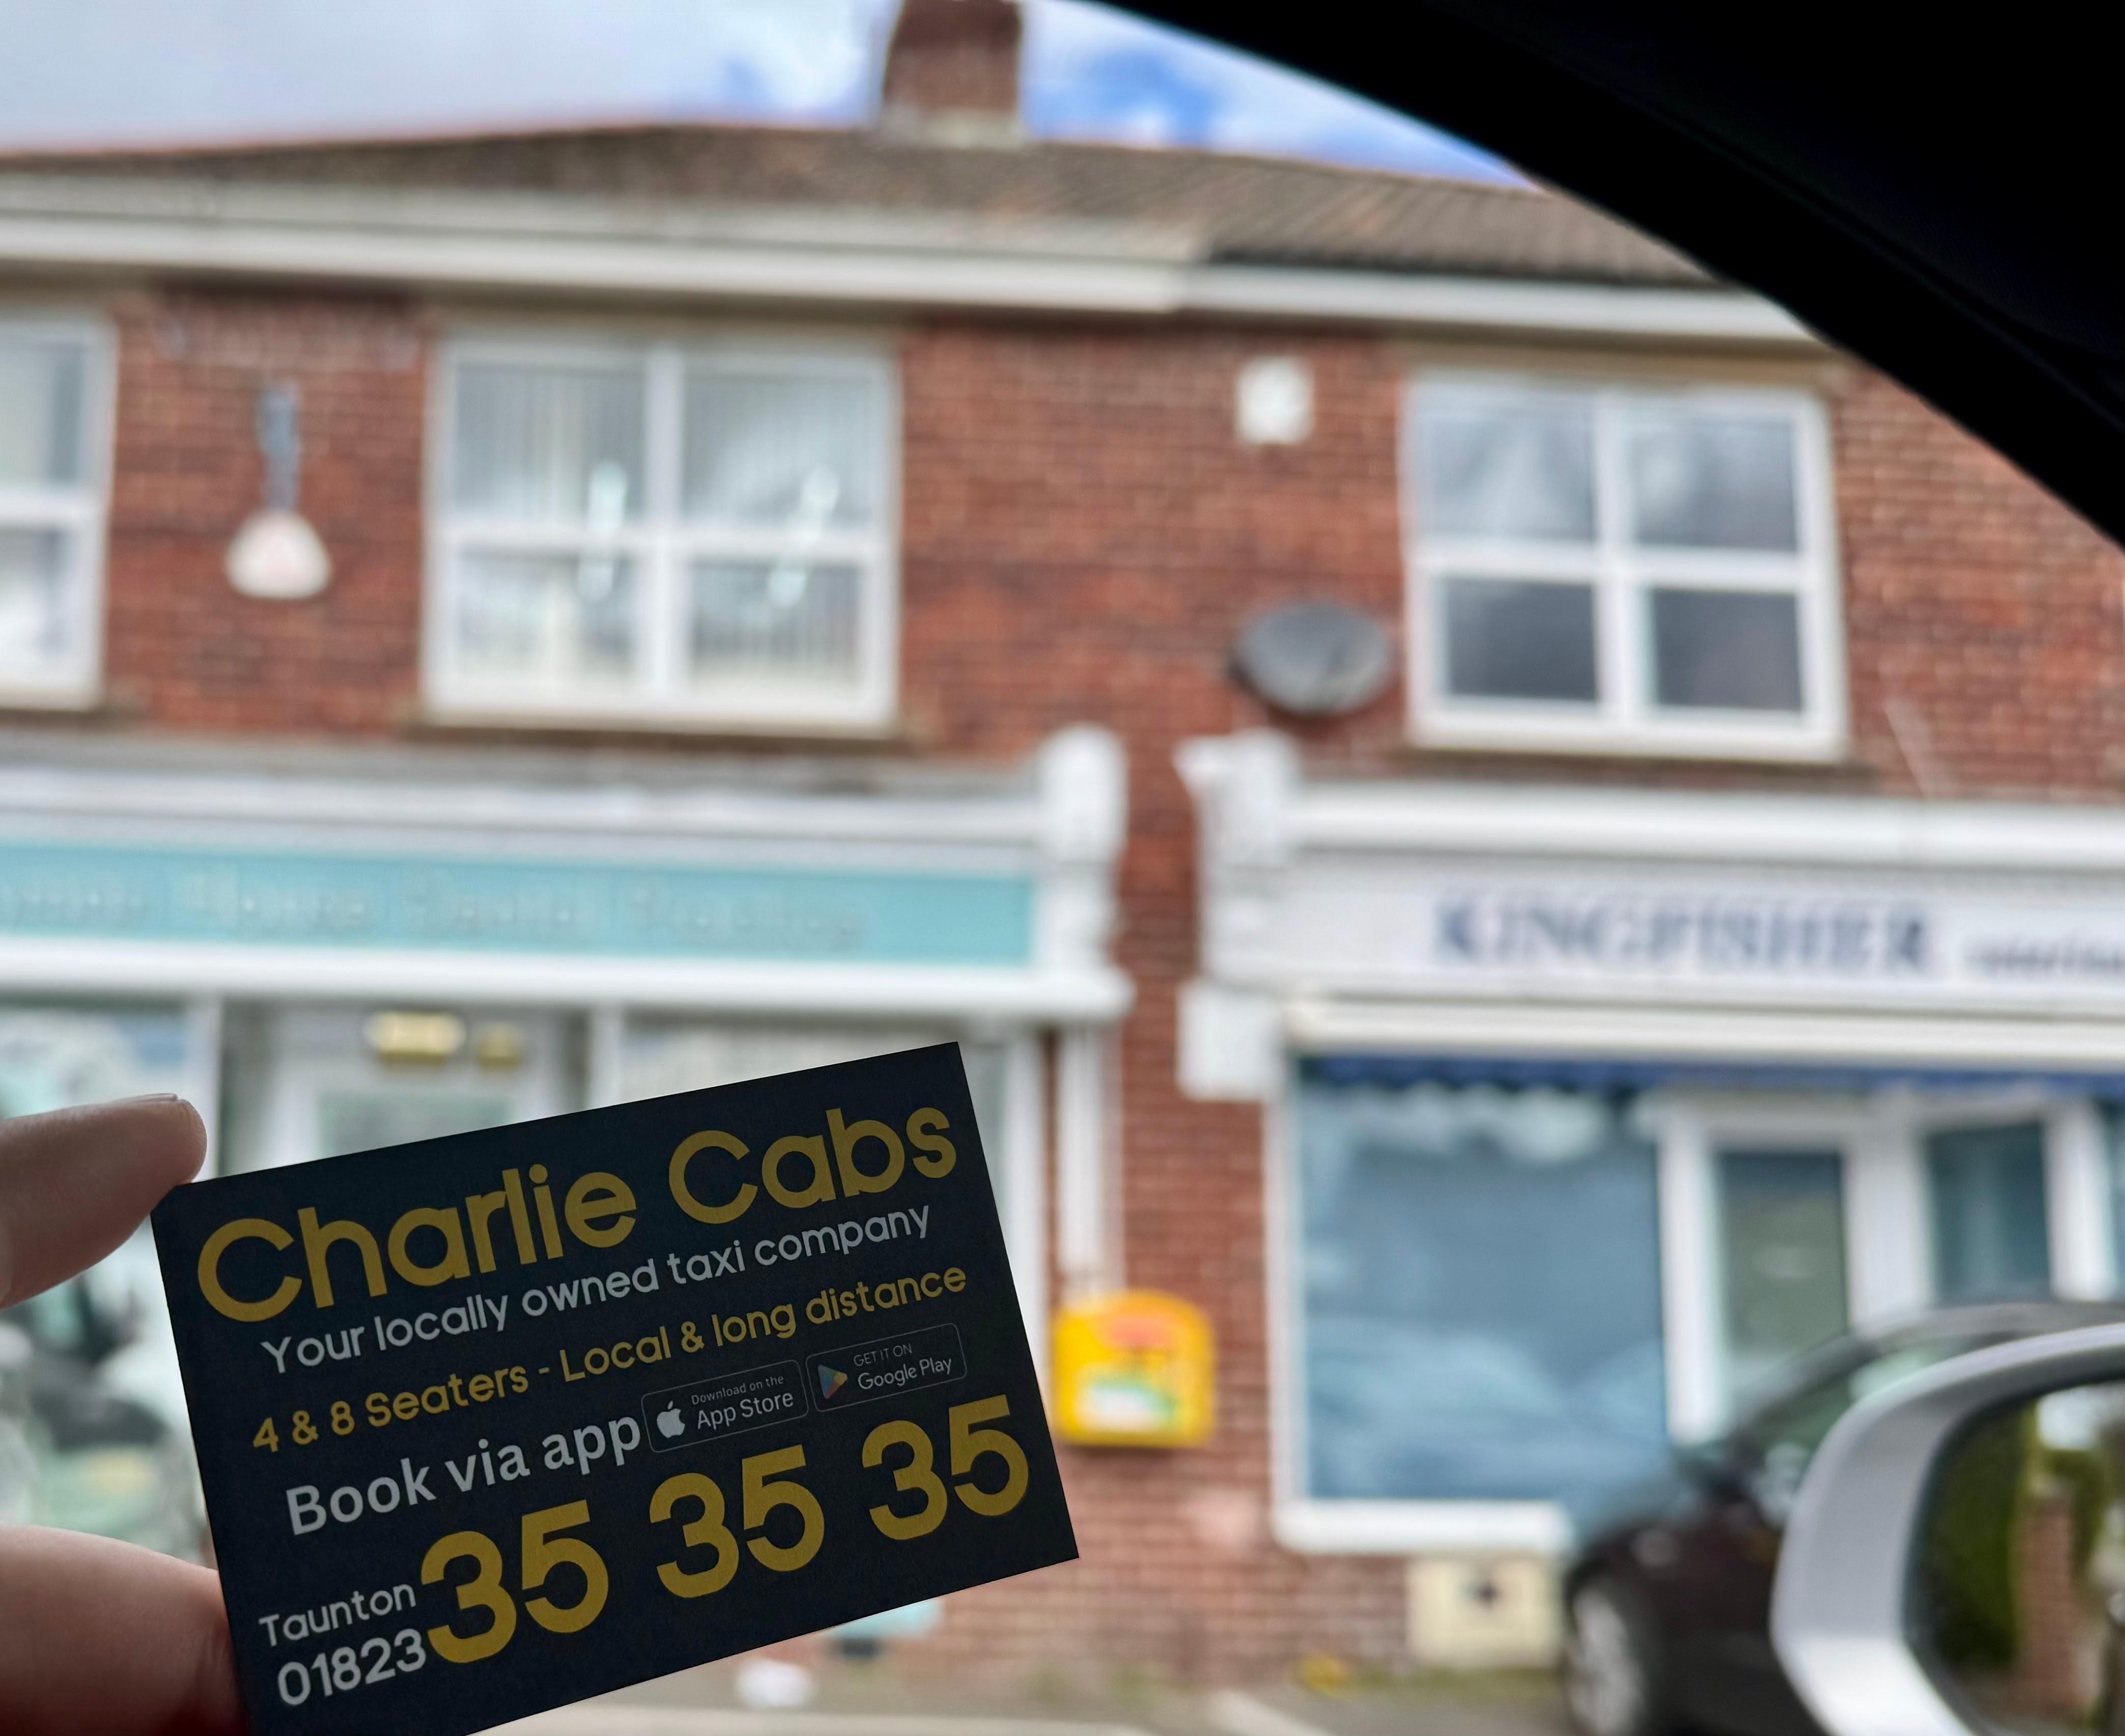 KINGFISHER
Charlie Cabs
Your locally owned taxi company
4 & 8 Seaters - Local & long distance
Book via app
Download on the
App Store
GET IT ON
Google Play
Taunton
01823
35 35 35